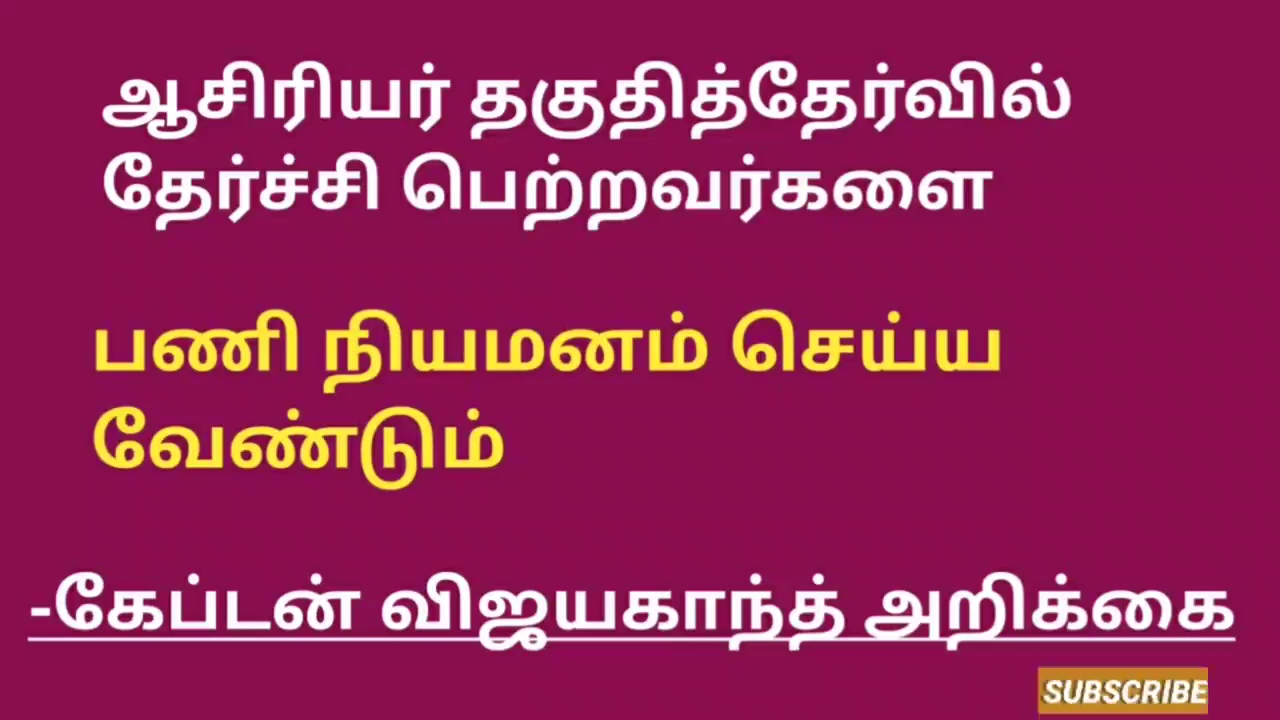 ஆசிரியர் தகுதித்தேர்வில்
தேர்ச்சி பெற்றவர்களை
பணி நியமனம் செய்ய
வேண்டும்
-கேப்டன் விஜயகாந்த் அறிக்கை
SUBSCRIBE